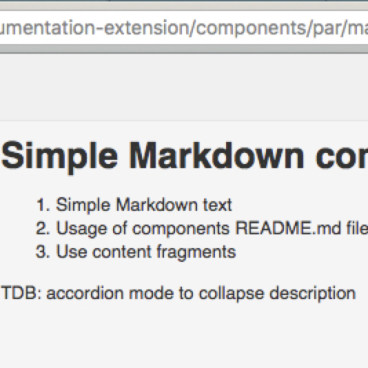 umentation-extension/components/par/ma
Simple Markdown cor
1. Simple Markdown text
2. Usage of components README.md file
3. Use content fragments
TDB: accordion mode to collapse description